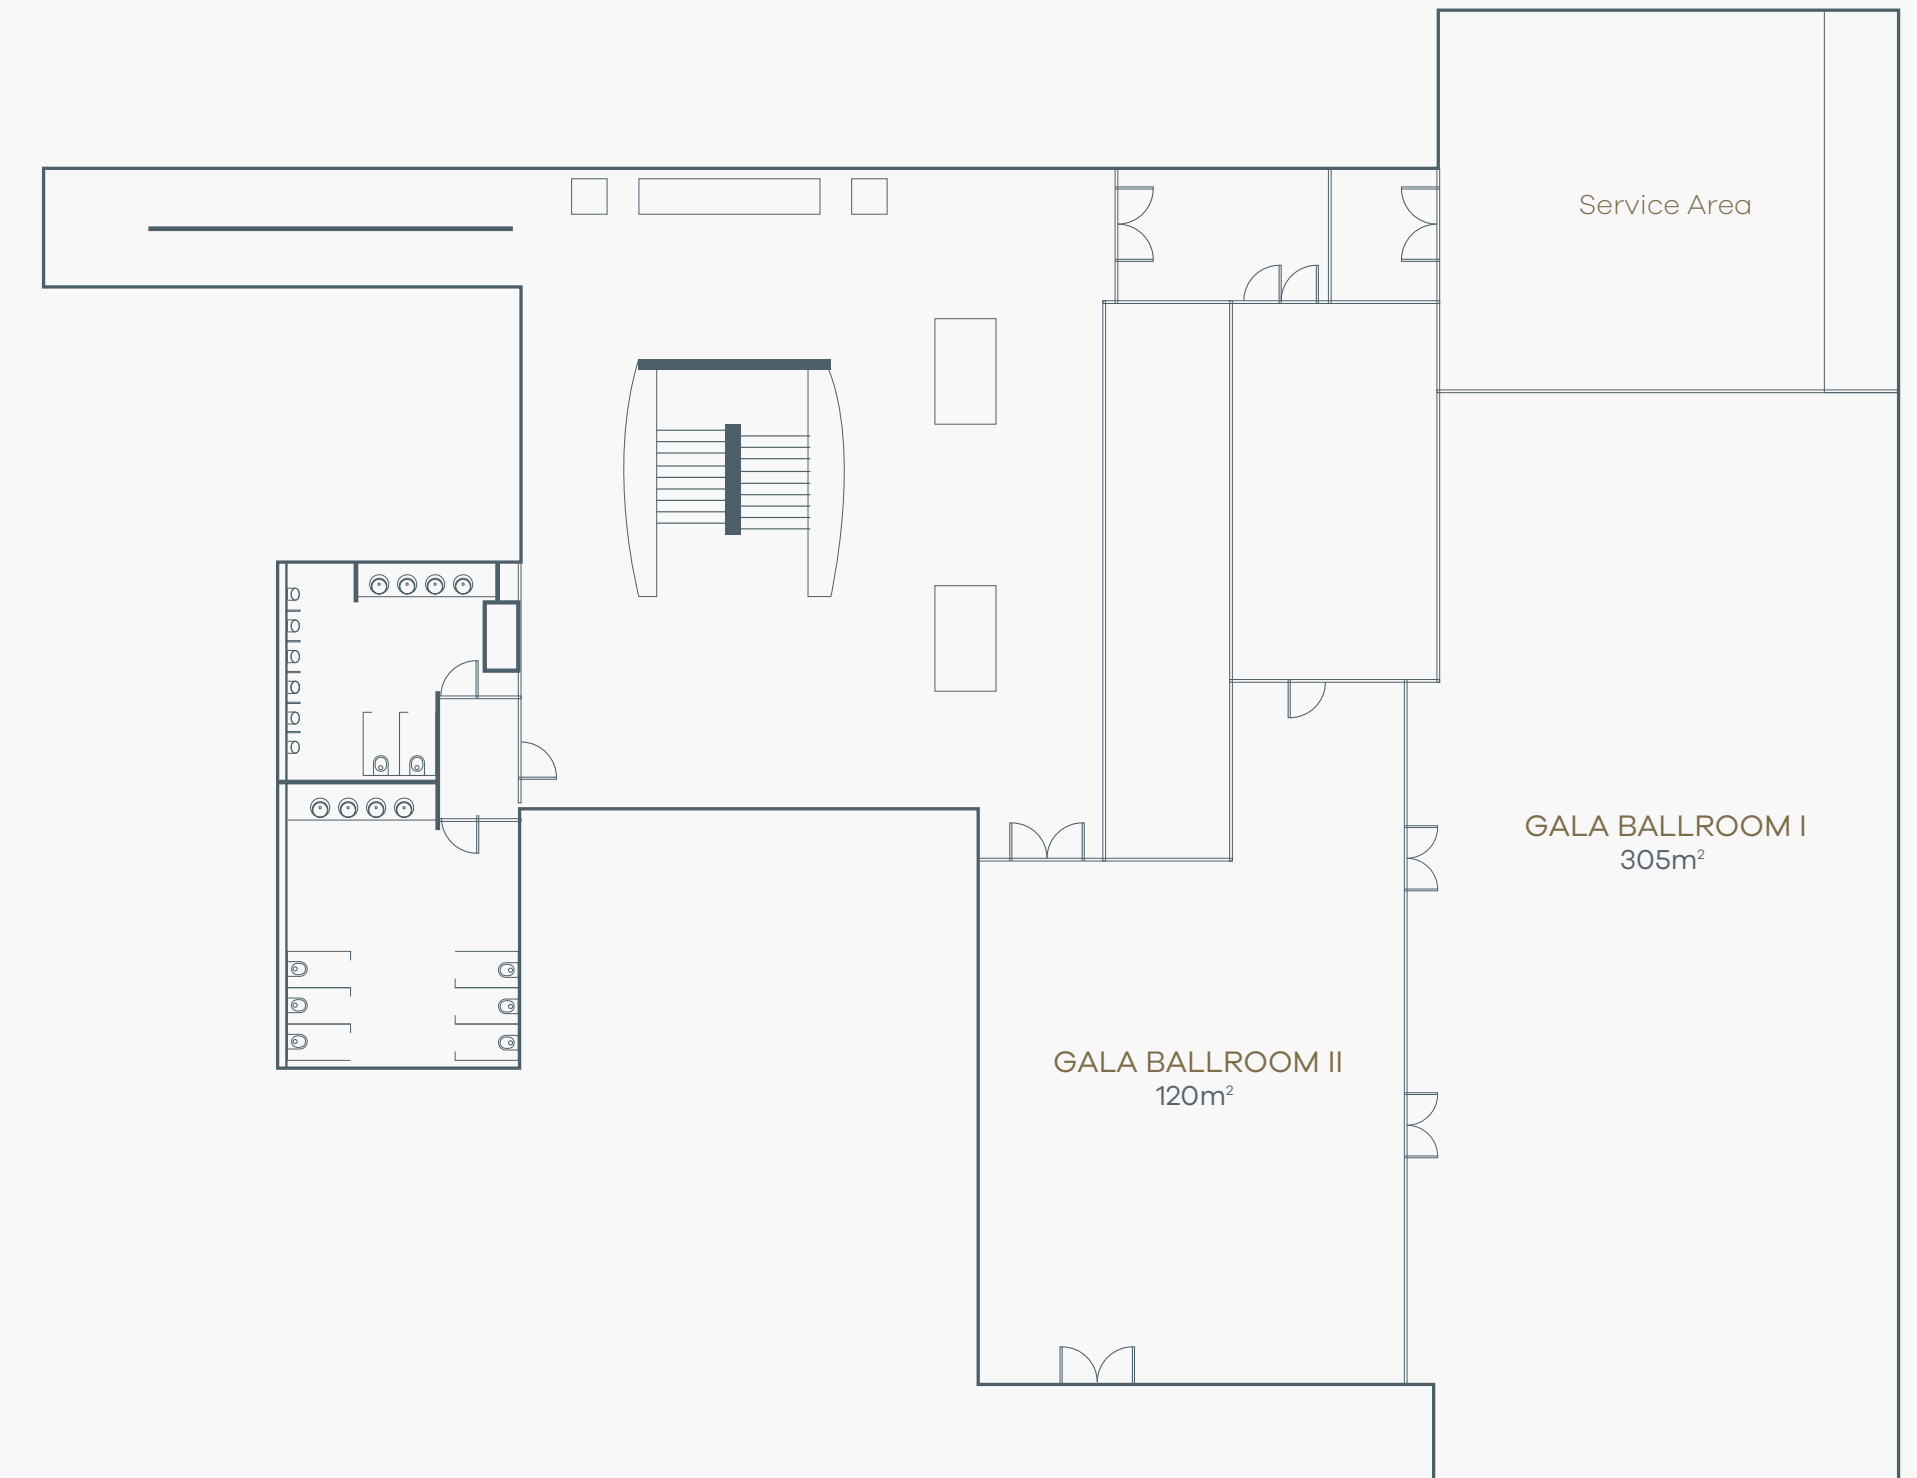 Service Area
GALA BALLROOM I
305m²
GALA BALLROOM II
120m²